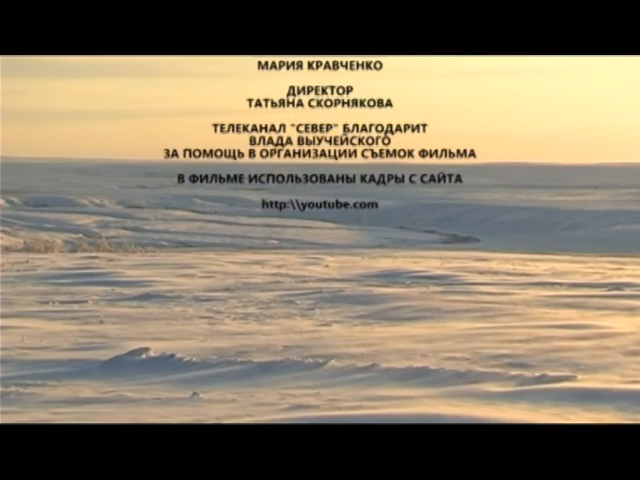 МАРИЯ КРАВЧЕНКО
ДИРЕКТОР
ТАТЬЯНА СКОРНЯКОВА
ТЕЛЕКАНАЛ "СЕВЕР" БЛАГОДАРИТ
ВЛАДА ВЫУЧЕЙСКОГО
ЗА ПОМОЩЬ В ОРГАНИЗАЦИИ СЪЕМОК ФИЛЬМА
В ФИЛЬМЕ ИСПОЛЬЗОВАНЫ КАДРЫ С САЙТА
http:\\youtube.com